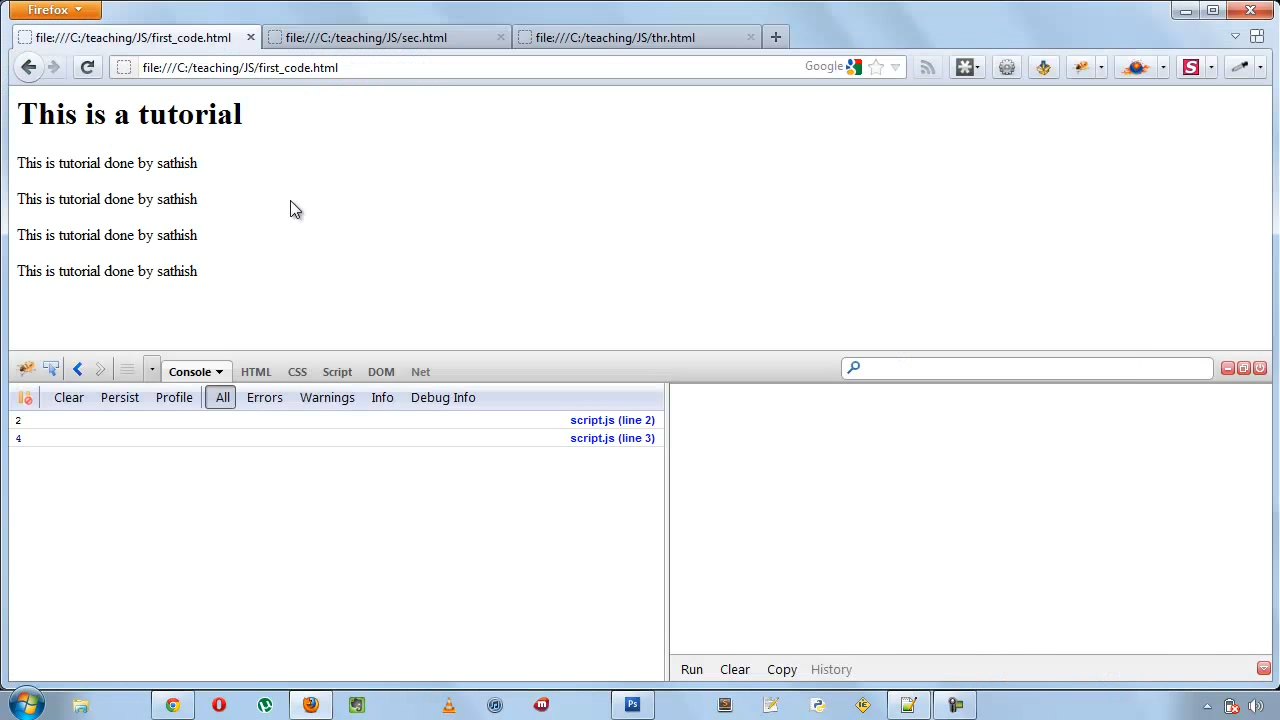 Firefox
file:///C:/teaching/JS/first_code.html
file:///C:/teaching/JS/sec.html
file:///C:/teaching/JS/thr.html
file:///C:/teaching/JS/first_code.html
Google
S
This is a tutorial
This is tutorial done by sathish
This is tutorial done by sathish
This is tutorial done by sathish
This is tutorial done by sathish
Console HTML CSS Script DOM Net
Clear Persist Profile All Errors Warnings Info Debug Info
2 script.js (line 2)
4 script.js (line 3)
Run Clear Copy History
Ps